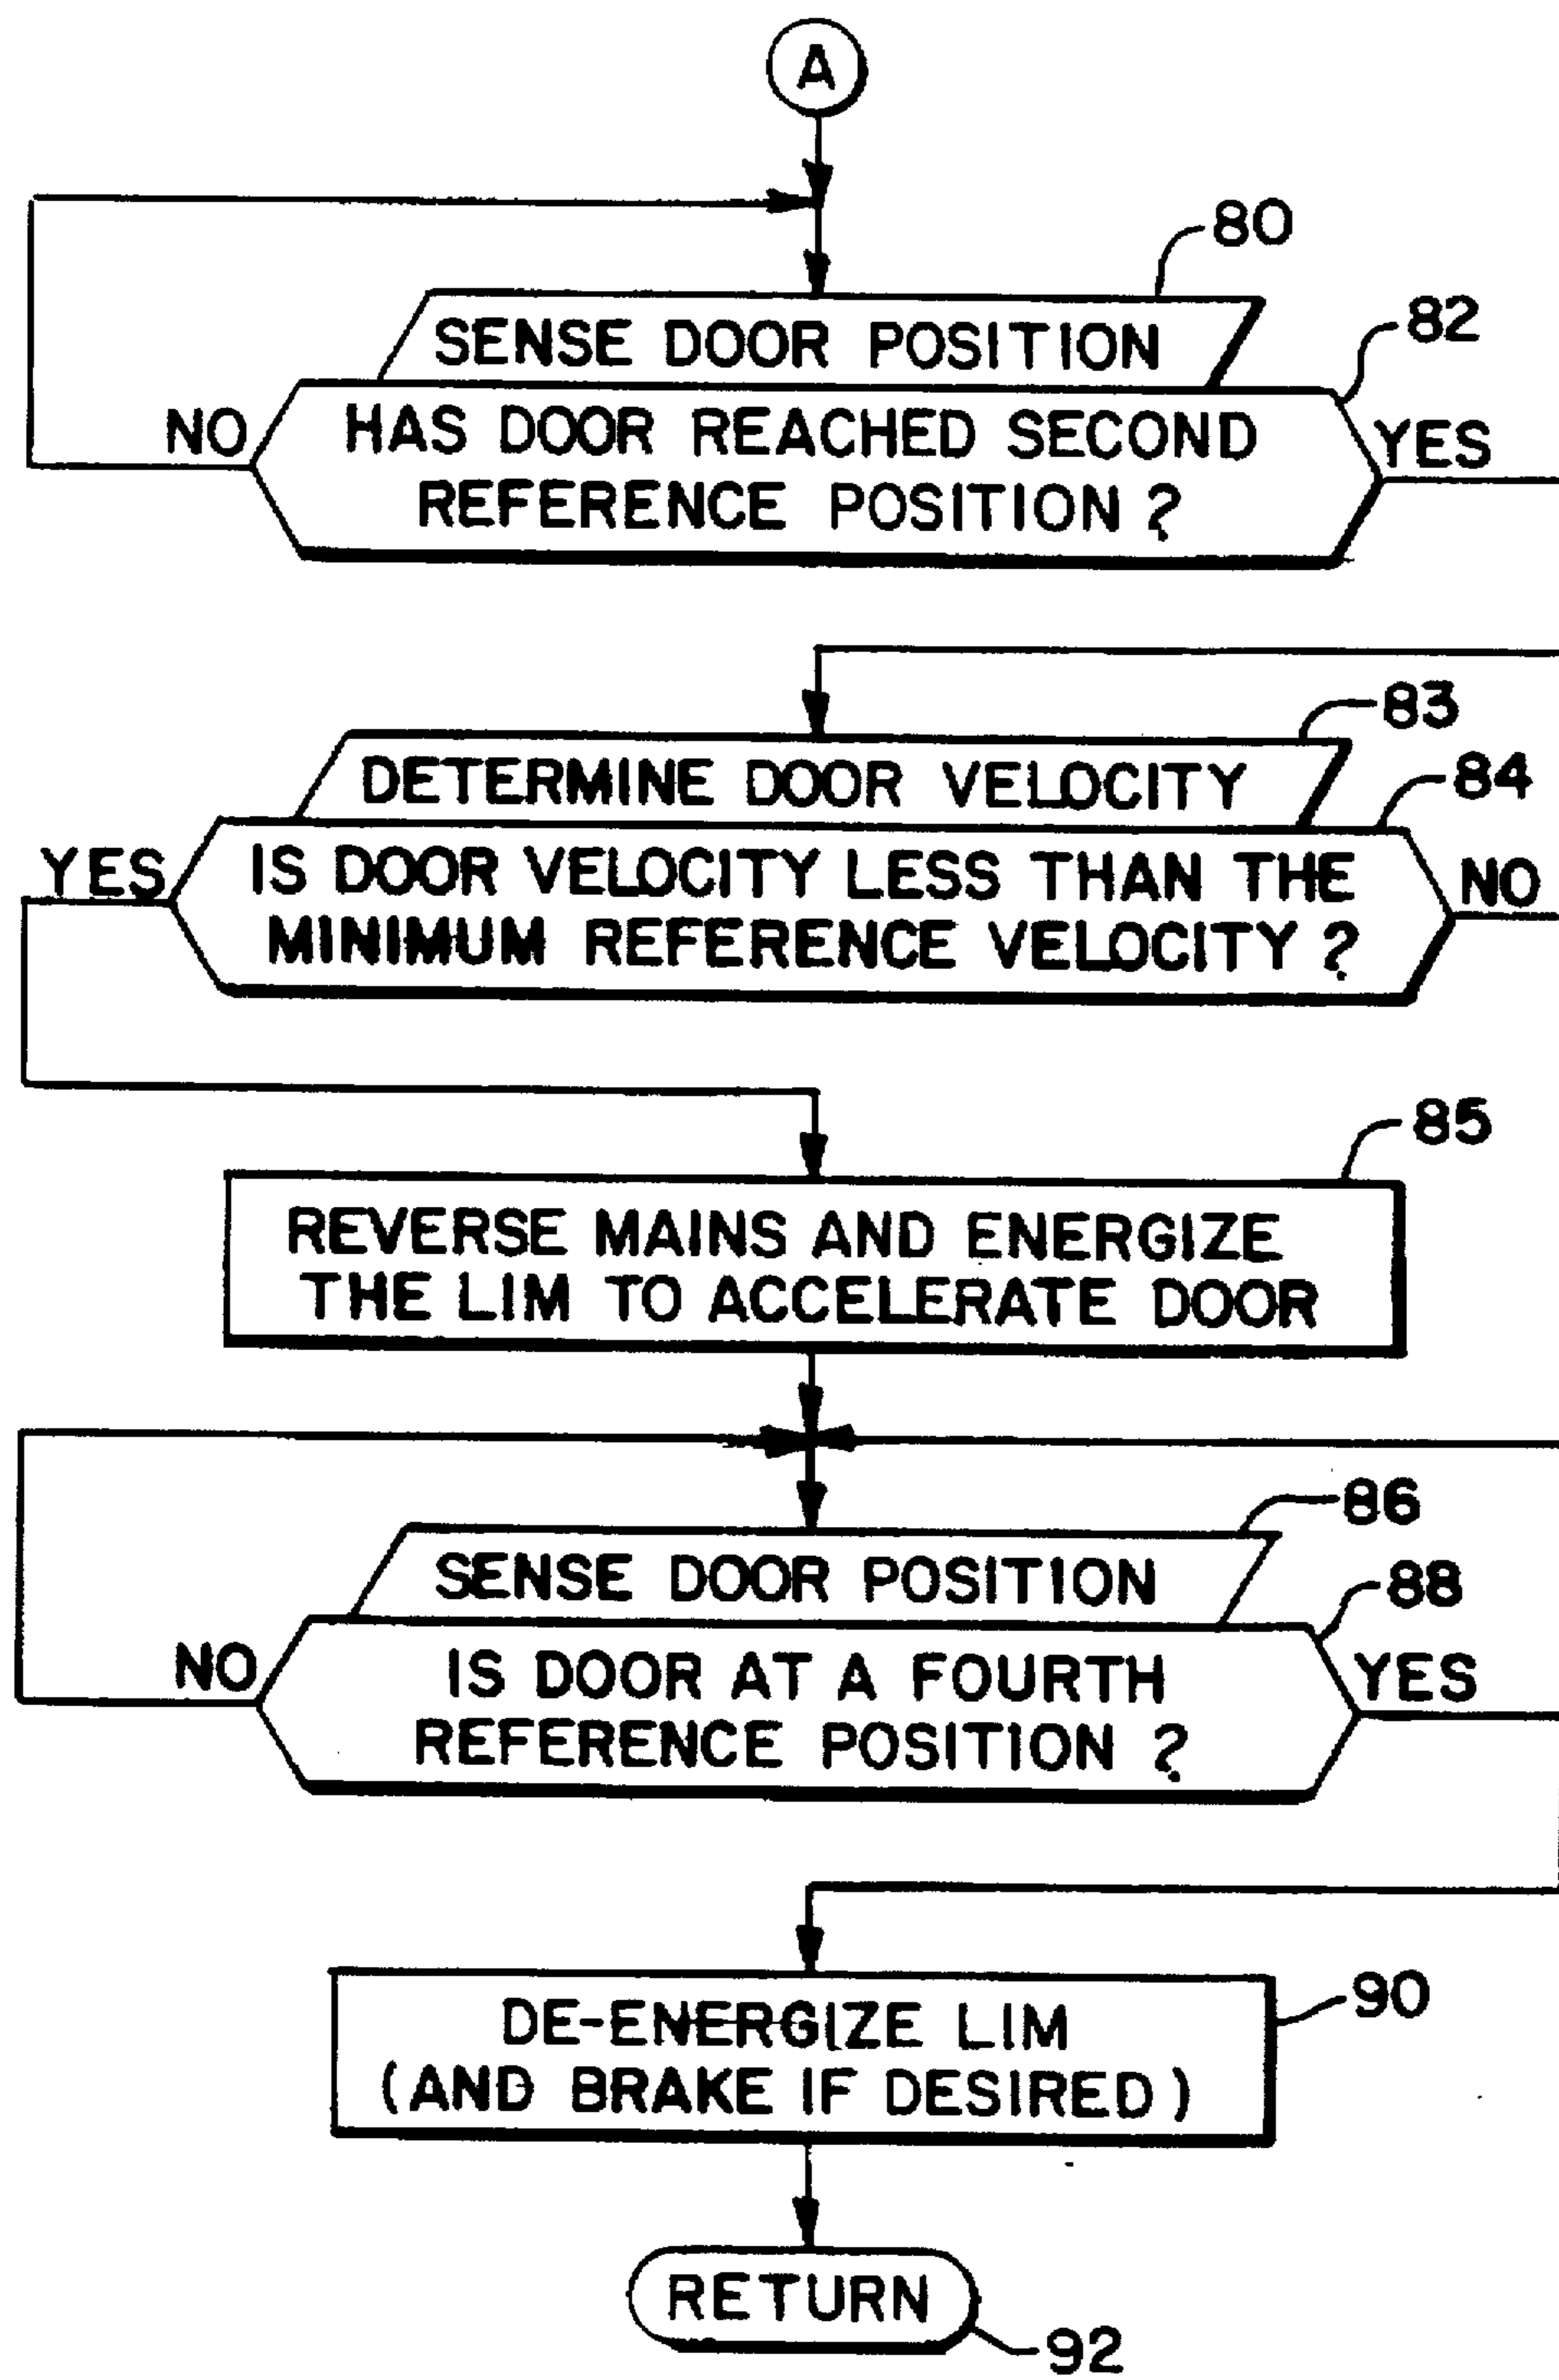 A
80
SENSE DOOR POSITION
82
NO
HAS DOOR REACHED SECOND
REFERENCE POSITION ?
YES
83
DETERMINE DOOR VELOCITY
84
YES
IS DOOR VELOCITY LESS THAN THE
MINIMUM REFERENCE VELOCITY ?
NO
85
REVERSE MAINS AND ENERGIZE
THE LIM TO ACCELERATE DOOR
86
SENSE DOOR POSITION
88
NO
IS DOOR AT A FOURTH
REFERENCE POSITION ?
YES
90
DE-ENERGIZE LIM
(AND BRAKE IF DESIRED)
RETURN
92